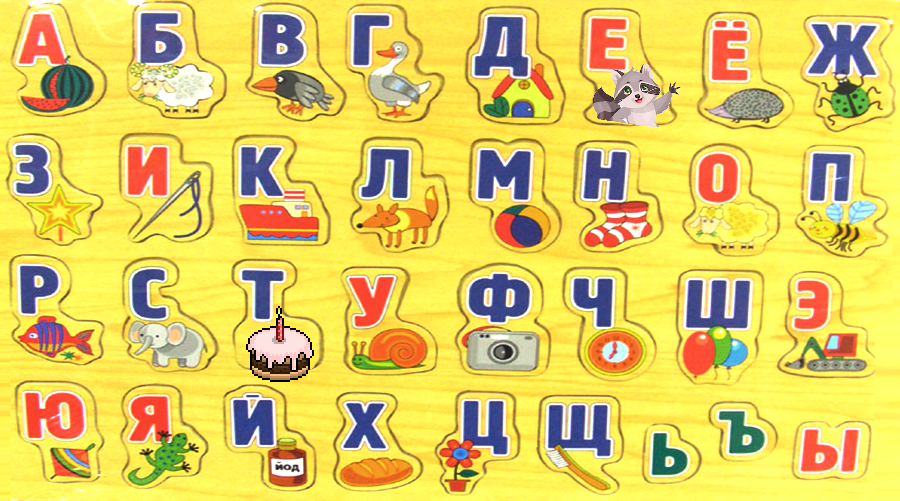 А Б В Г Д Е Ё Ж
З И К Л М Н О П
Р С Т У Ф Ч Ш Э
Ю Я Й Х Ц Щ Ь Ъ Ы
йод